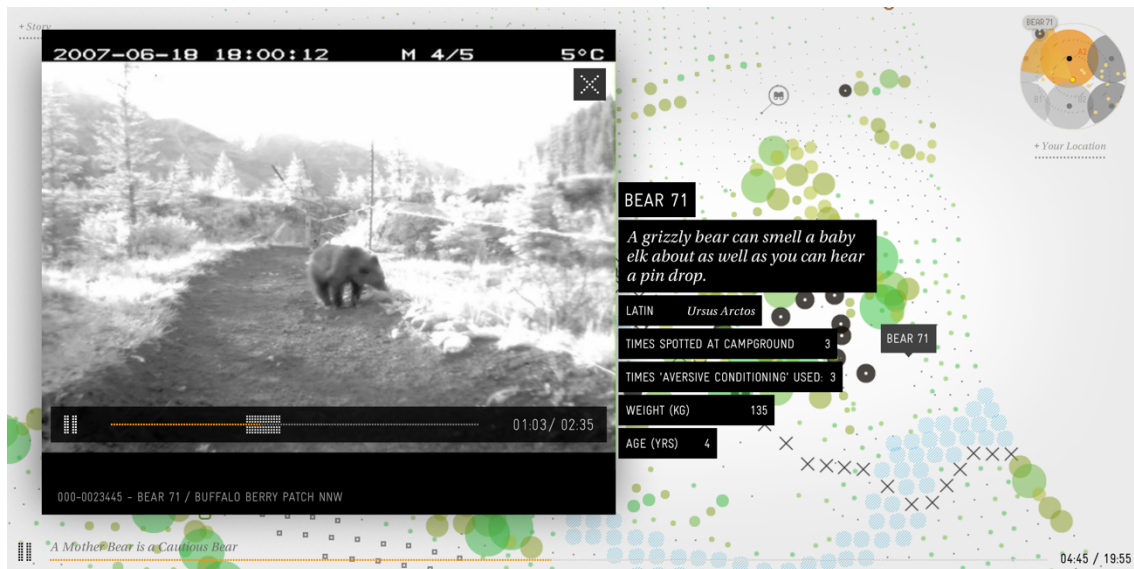 + Story
2007-06-18 18:00:12 M 4/5 5°C
BEAR 71
A2
B1
+ Your Location
BEAR 71
A grizzly bear can smell a baby
elk about as well as you can hear
a pin drop.
LATIN Ursus Arctos
TIMES SPOTTED AT CAMPGROUND 3
TIMES 'AVERSIVE CONDITIONING' USED: 3
WEIGHT (KG) 135
AGE (YRS) 4
BEAR 71
01:03/ 02:35
000-0023445 - BEAR 71 / BUFFALO BERRY PATCH NNW
A Mother Bear is a Cautious Bear
04:45 / 19:55